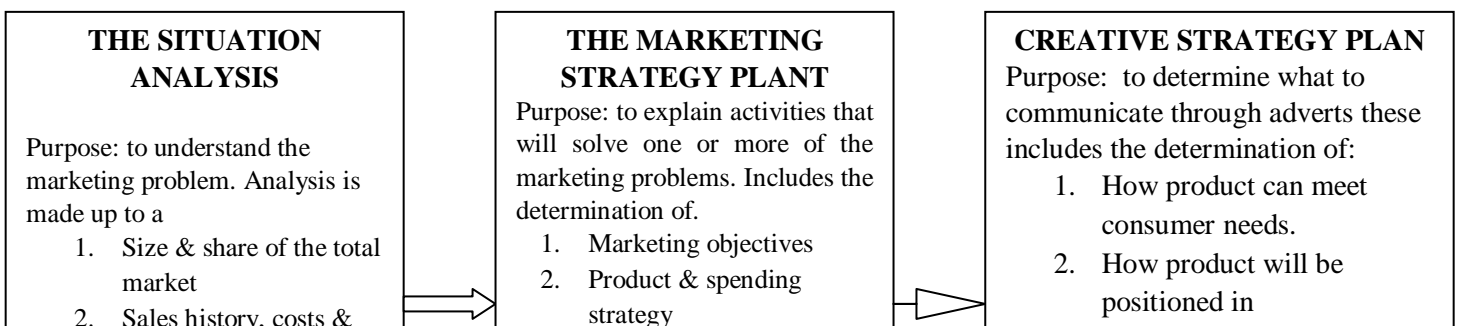 THE SITUATION
ANALYSIS
Purpose: to understand the
marketing problem. Analysis is
made up to a
1. Size & share of the total
market
2. Sales history, costs &
THE MARKETING
STRATEGY PLANT
Purpose: to explain activities that
will solve one or more of the
marketing problems. Includes the
determination of.
1. Marketing objectives
2. Product & spending
strategy
CREATIVE STRATEGY PLAN
Purpose: to determine what to
communicate through adverts these
includes the determination of:
1. How product can meet
consumer needs.
2. How product will be
positioned in